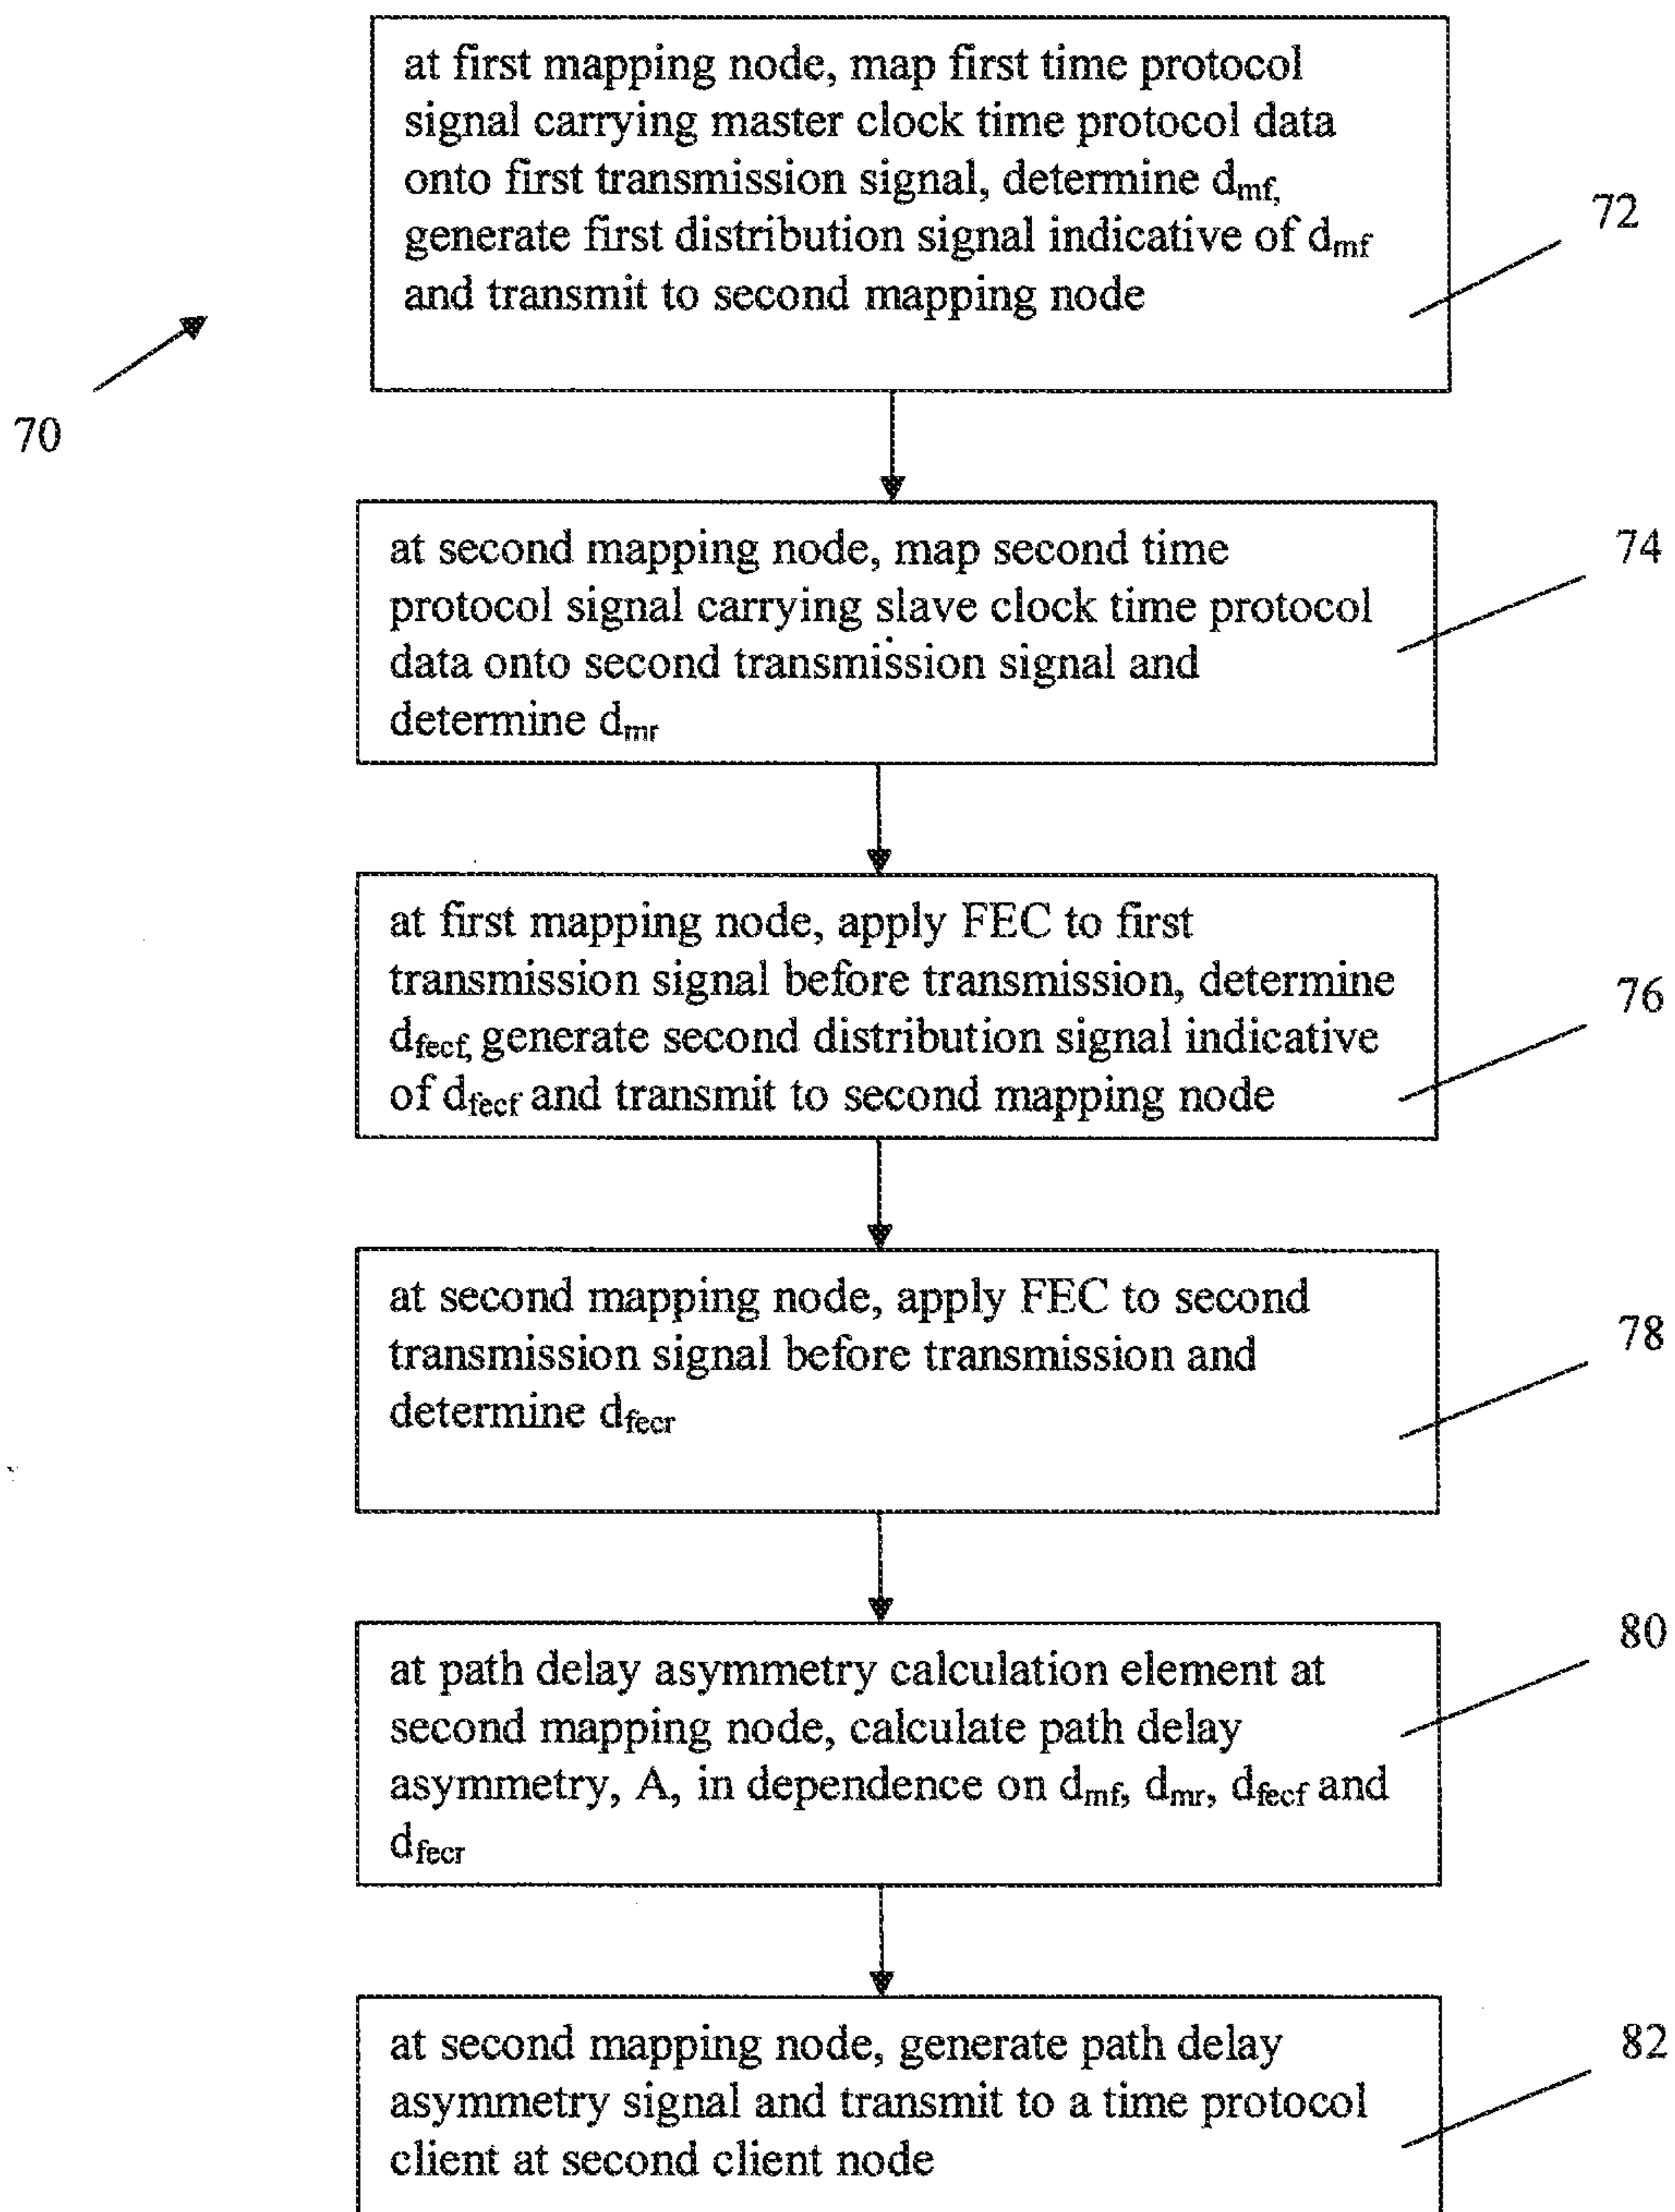 at first mapping node, map first time protocol
signal carrying master clock time protocol data
onto first transmission signal, determine dmf,
generate first distribution signal indicative of dmf
and transmit to second mapping node
72
70
at second mapping node, map second time
protocol signal carrying slave clock time protocol
data onto second transmission signal and
determine dmr
74
at first mapping node, apply FEC to first
transmission signal before transmission, determine
dfecf, generate second distribution signal indicative
of dfecf and transmit to second mapping node
76
at second mapping node, apply FEC to second
transmission signal before transmission and
determine dfecr
78
at path delay asymmetry calculation element at
second mapping node, calculate path delay
asymmetry, A, in dependence on dmf, dmr, dfecf and
dfecr
80
at second mapping node, generate path delay
asymmetry signal and transmit to a time protocol
client at second client node
82